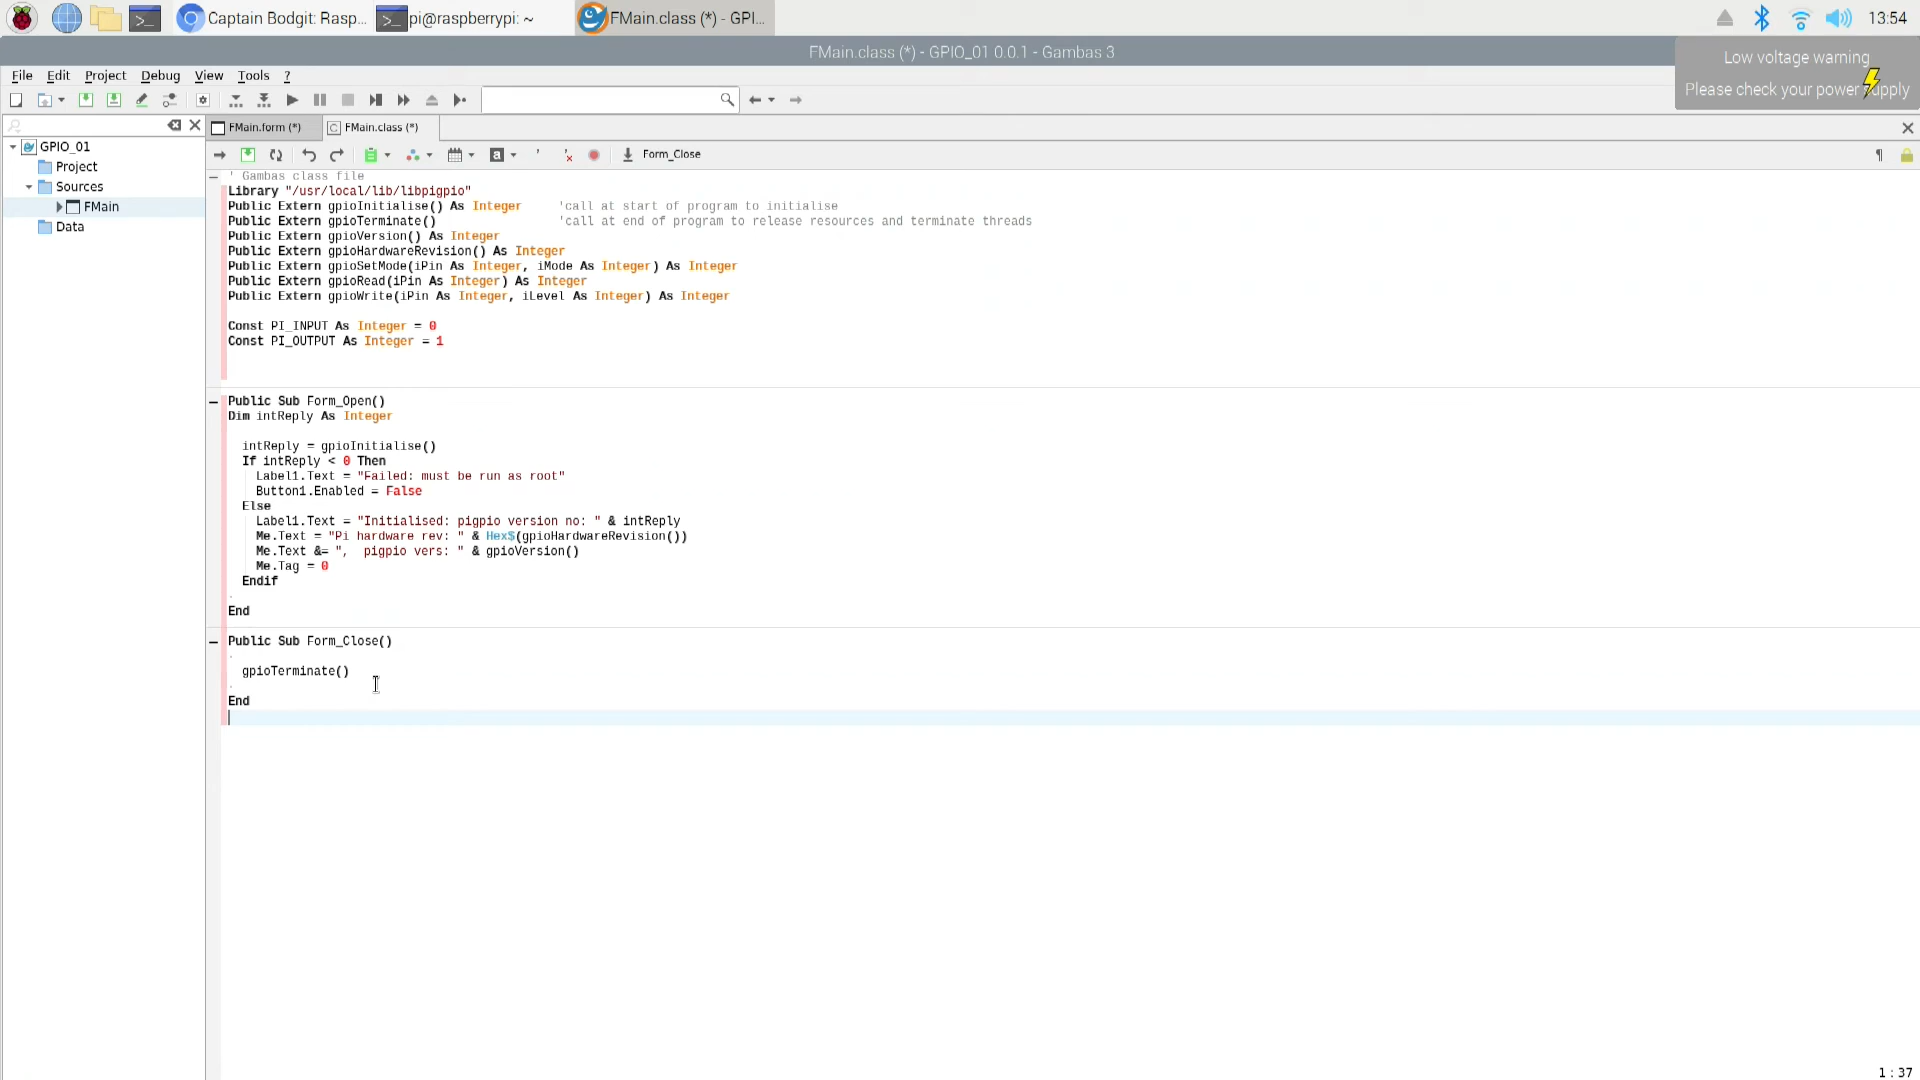 Captain Bodgit: Rasp...
pi@raspberrypi: ~
FMain.class (*) - GPI...
13:54
FMain.class (*) - GPIO_01 0.0.1 - Gambas 3
Low voltage warning
Please check your power supply
File Edit Project Debug View Tools ?
FMain.form (*)
FMain.class (*)
GPIO_01
Project
Sources
FMain
Data
Form_Close
' Gambas class file
Library "/usr/local/lib/libpigpio"
Public Extern gpioInitialise() As Integer 'call at start of program to initialise
Public Extern gpioTerminate() 'call at end of program to release resources and terminate threads
Public Extern gpioVersion() As Integer
Public Extern gpioHardwareRevision() As Integer
Public Extern gpioSetMode(iPin As Integer, iMode As Integer) As Integer
Public Extern gpioRead(iPin As Integer) As Integer
Public Extern gpioWrite(iPin As Integer, iLevel As Integer) As Integer
Const PI_INPUT As Integer = 0
Const PI_OUTPUT As Integer = 1
Public Sub Form_Open()
Dim intReply As Integer
intReply = gpioInitialise()
If intReply < 0 Then
Label1.Text = "Failed: must be run as root"
Button1.Enabled = False
Else
Label1.Text = "Initialised: pigpio version no: " & intReply
Me.Text = "Pi hardware rev: " & Hex$(gpioHardwareRevision())
Me.Text &= ",  pigpio vers: " & gpioVersion()
Me.Tag = 0
Endif
End
Public Sub Form_Close()
gpioTerminate()
End
1 : 37